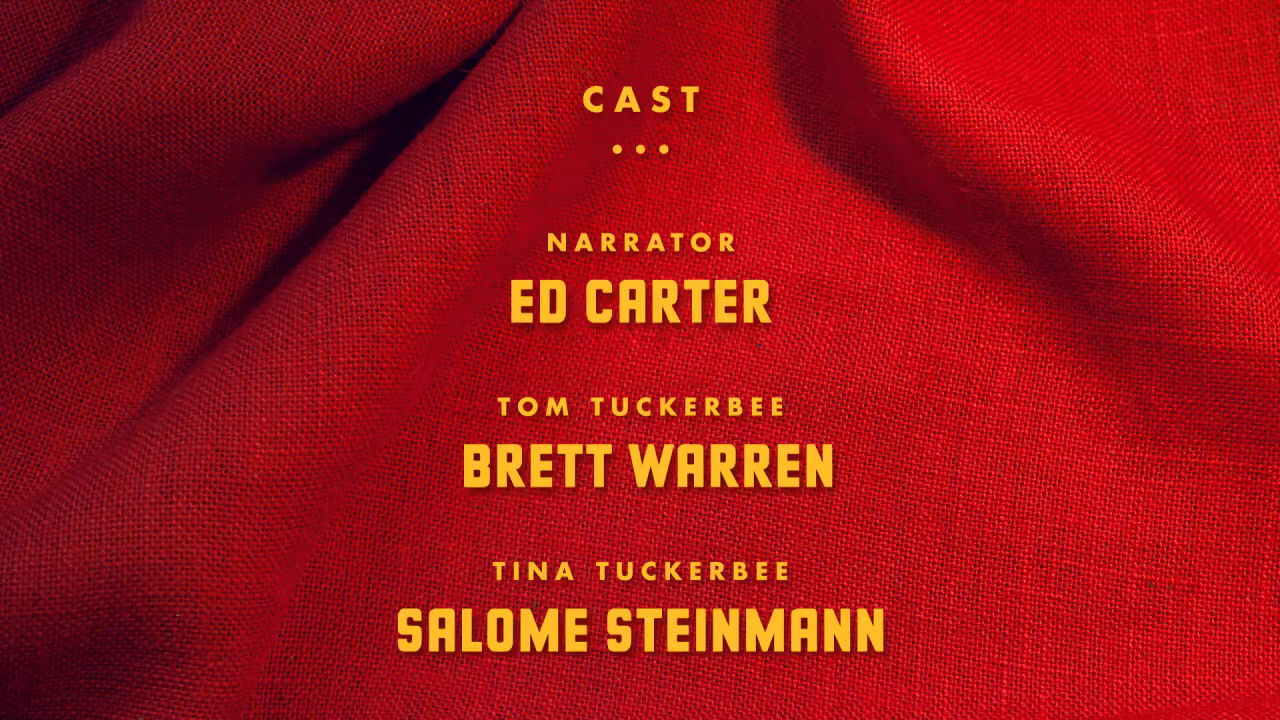 CAST
...
NARRATOR
ED CARTER
TOM TUCKERBEE
BRETT WARREN
TINA TUCKERBEE
SALOME STEINMANN